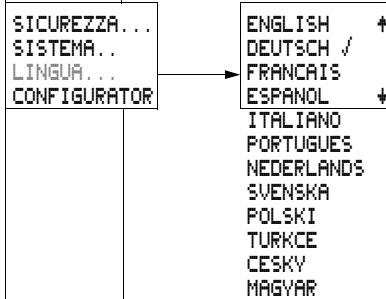 SICUREZZA...
SISTEMA..
LINGUA...
CONFIGURATOR
ENGLISH
DEUTSCH √
FRANCAIS
ESPANOL
ITALIANO
PORTUGUES
NEDERLANDS
SVENSKA
POLSKI
TURKCE
CESKY
MAGYAR